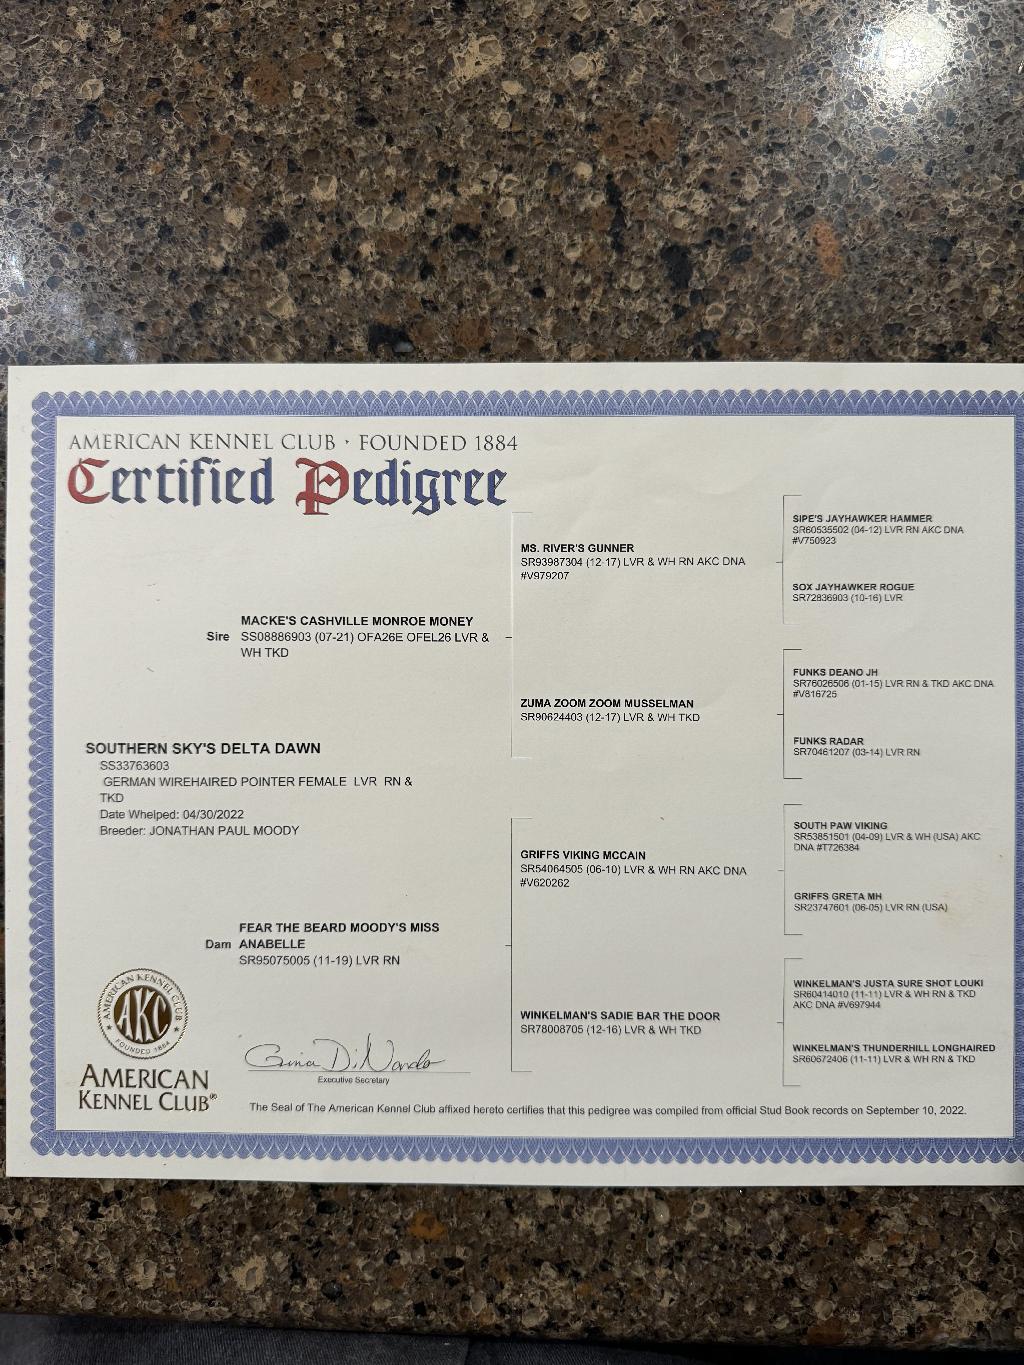 AMERICAN KENNEL CLUB · FOUNDED 1884
Certified Pedigree
SIPE'S JAYHAWKER HAMMER
SR60535502 (04-12) LVR RN AKC DNA
#V750923
MS. RIVER'S GUNNER
SR93987304 (12-17) LVR & WH RN AKC DNA
#V979207
SOX JAYHAWKER ROGUE
SR72836903 (10-16) LVR
MACKE'S CASHVILLE MONROE MONEY
Sire SS08886903 (07-21) OFA26E OFEL26 LVR &
WH TKD
FUNKS DEANO JH
SR76026506 (01-15) LVR RN & TKD AKC DNA
#V816725
ZUMA ZOOM ZOOM MUSSELMAN
SR90624403 (12-17) LVR & WH TKD
FUNKS RADAR
SR70461207 (03-14) LVR RN
SOUTHERN SKY'S DELTA DAWN
SS33763603
GERMAN WIREHAIRED POINTER FEMALE LVR RN &
TKD
Date Whelped: 04/30/2022
Breeder: JONATHAN PAUL MOODY
SOUTH PAW VIKING
SR53851501 (04-09) LVR & WH (USA) AKC
DNA #T726384
GRIFFS VIKING MCCAIN
SR54064505 (06-10) LVR & WH RN AKC DNA
#V620262
GRIFFS GRETA MH
SR23747601 (06-05) LVR RN (USA)
FEAR THE BEARD MOODY'S MISS
Dam ANABELLE
SR95075005 (11-19) LVR RN
WINKELMAN'S JUSTA SURE SHOT LOUKI
SR60414010 (11-11) LVR & WH RN & TKD
AKC DNA #V697944
WINKELMAN'S SADIE BAR THE DOOR
SR78008705 (12-16) LVR & WH TKD
WINKELMAN'S THUNDERHILL LONGHAIRED
SR60672406 (11-11) LVR & WH RN & TKD
AMERICAN KENNEL CLUB
AKC
FOUNDED 1884
AMERICAN
KENNEL CLUB®
Gina DiNardo
Executive Secretary
The Seal of The American Kennel Club affixed hereto certifies that this pedigree was compiled from official Stud Book records on September 10, 2022.